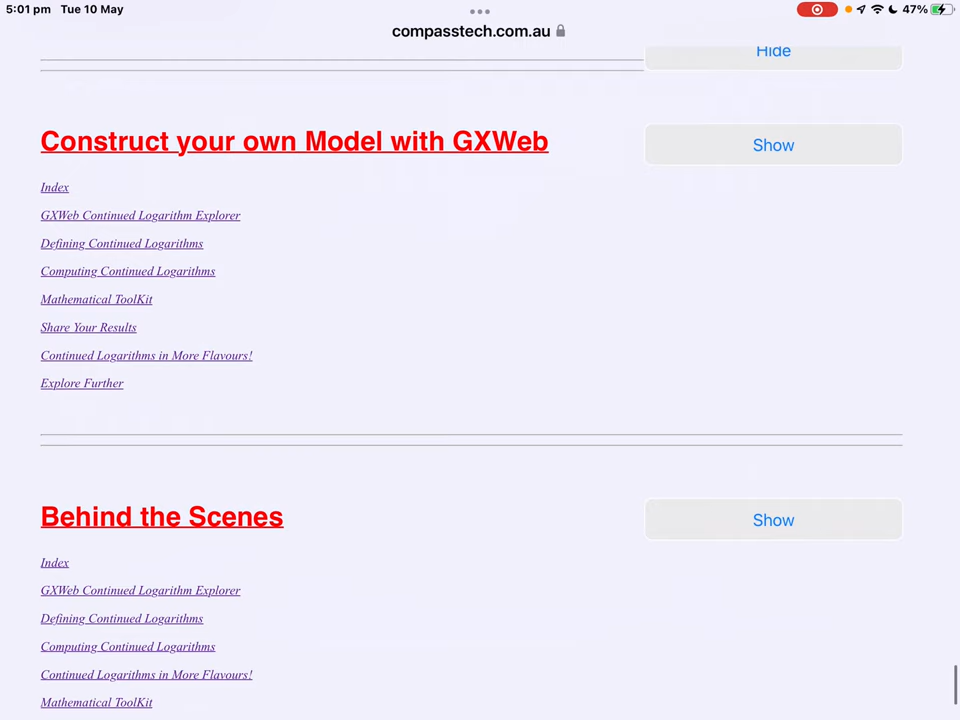 5:01 pm Tue 10 May
47%
compasstech.com.au
Hide
Construct your own Model with GXWeb
Show
Index
GXWeb Continued Logarithm Explorer
Defining Continued Logarithms
Computing Continued Logarithms
Mathematical ToolKit
Share Your Results
Continued Logarithms in More Flavours!
Explore Further
Behind the Scenes
Show
Index
GXWeb Continued Logarithm Explorer
Defining Continued Logarithms
Computing Continued Logarithms
Continued Logarithms in More Flavours!
Mathematical ToolKit